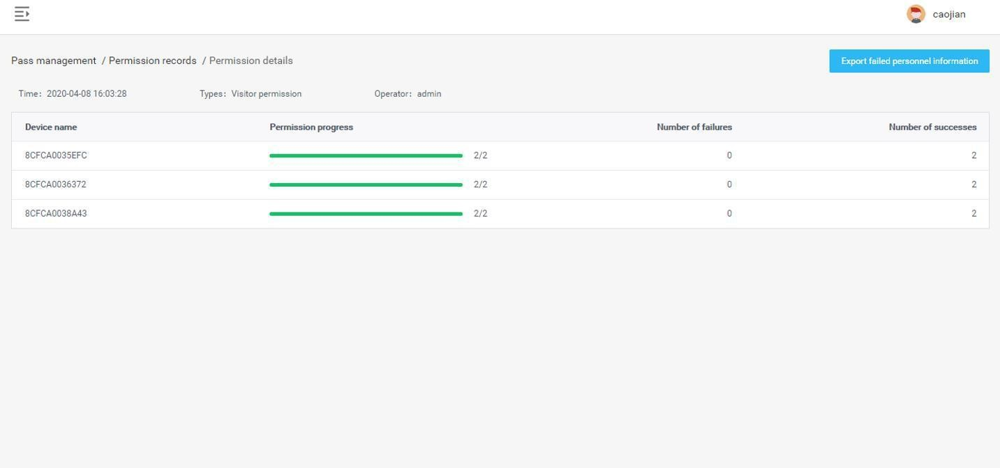 caojian
Pass management / Permission records / Permission details
Export failed personnel information
Time: 2020-04-08 16:03:28 Types: Visitor permission Operator: admin
Device name Permission progress Number of failures Number of successes
8CFCA0035EFC 2/2 0 2
8CFCA0036372 2/2 0 2
8CFCA0038A43 2/2 0 2